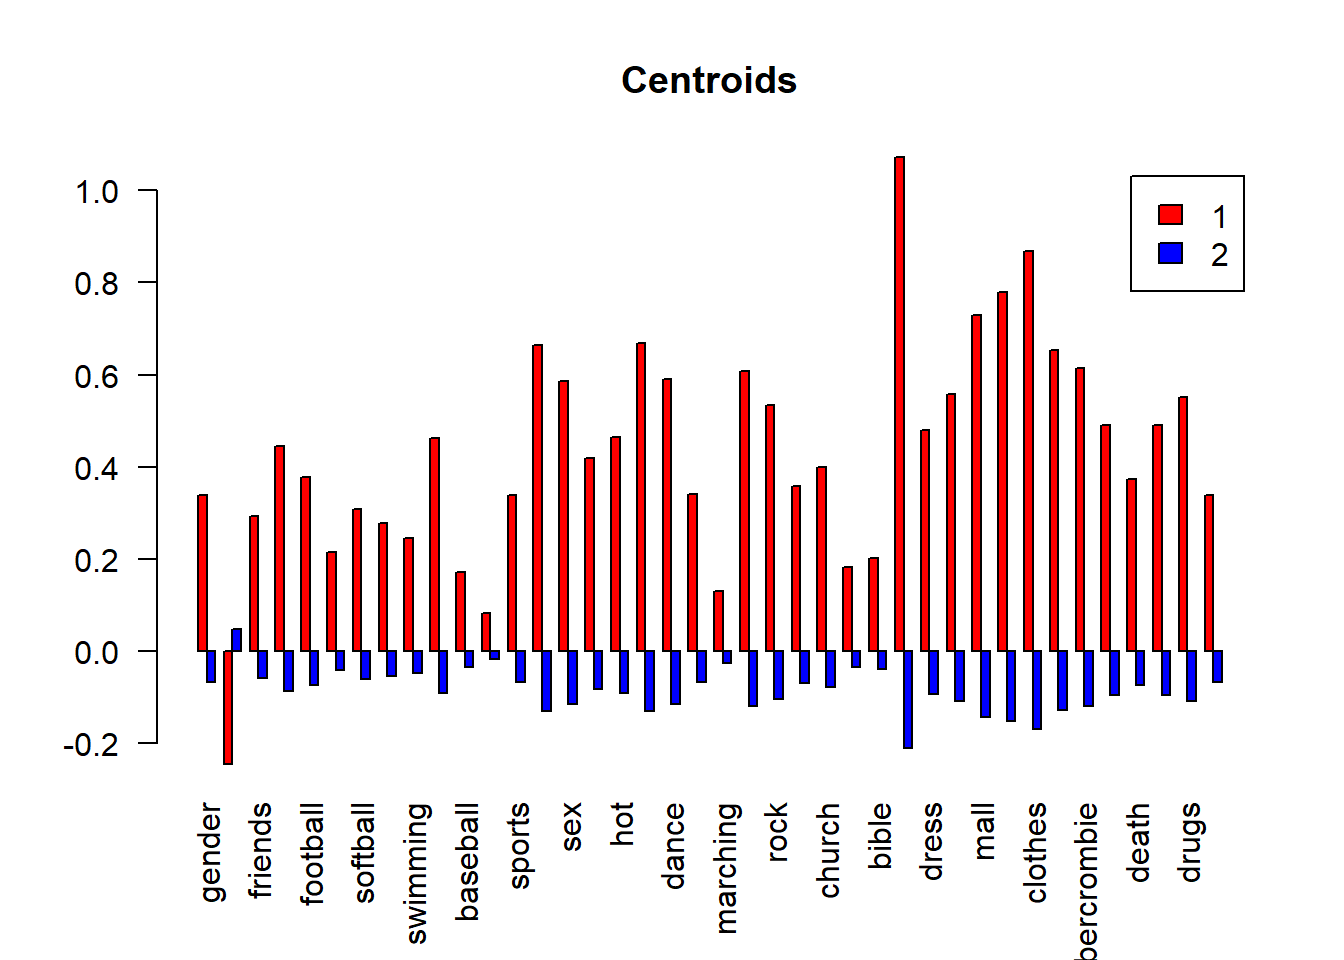 Centroids
1.0
0.8
0.6
0.4
0.2
0.0
-0.2
1
2
gender
friends
football
softball
swimming
baseball
sports
sex
hot
dance
marching
rock
church
bible
dress
mall
clothes
bercrombie
death
drugs